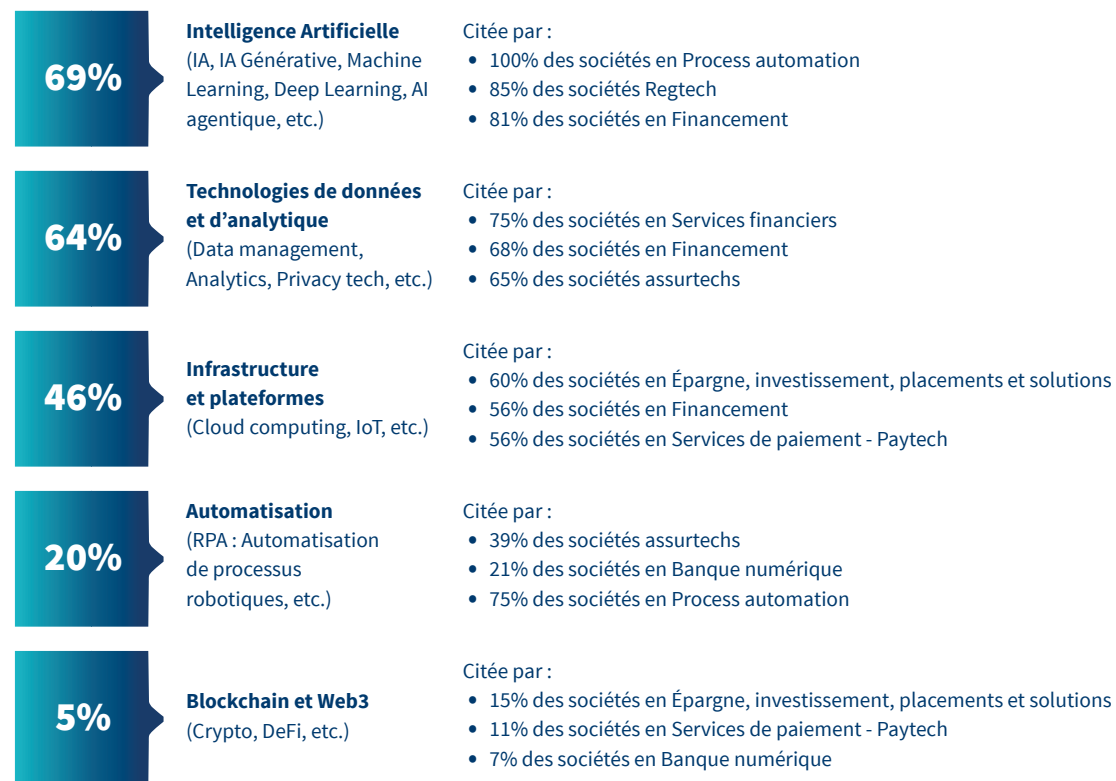 69%
Intelligence Artificielle
(IA, IA Générative, Machine
Learning, Deep Learning, AI
agentique, etc.)
Citée par :
• 100% des sociétés en Process automation
• 85% des sociétés Regtech
• 81% des sociétés en Financement
64%
Technologies de données
et d’analytique
(Data management,
Analytics, Privacy tech, etc.)
Citée par :
• 75% des sociétés en Services financiers
• 68% des sociétés en Financement
• 65% des sociétés assurtechs
46%
Infrastructure
et plateformes
(Cloud computing, IoT, etc.)
Citée par :
• 60% des sociétés en Épargne, investissement, placements et solutions
• 56% des sociétés en Financement
• 56% des sociétés en Services de paiement - Paytech
20%
Automatisation
(RPA : Automatisation
de processus
robotiques, etc.)
Citée par :
• 39% des sociétés assurtechs
• 21% des sociétés en Banque numérique
• 75% des sociétés en Process automation
5%
Blockchain et Web3
(Crypto, DeFi, etc.)
Citée par :
• 15% des sociétés en Épargne, investissement, placements et solutions
• 11% des sociétés en Services de paiement - Paytech
• 7% des sociétés en Banque numérique